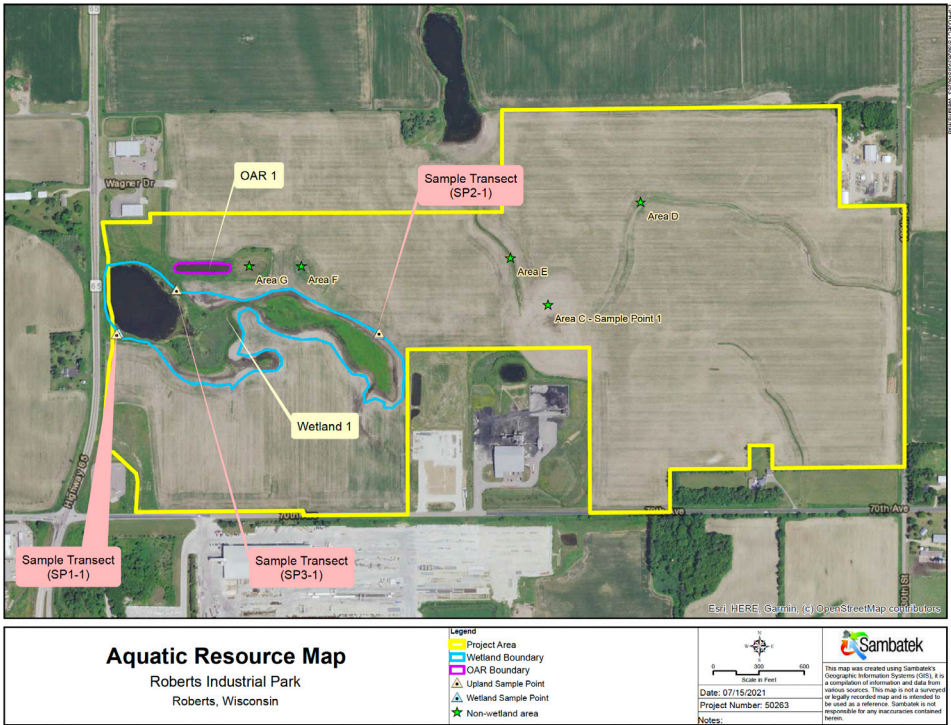 65
Wagner Dr
OAR 1
Sample Transect
(SP2-1)
Area D
Area G
Area F
Area E
Area C - Sample Point 1
65
Wetland 1
Highway 65
70th Ave
70th Ave
Sample Transect
(SP1-1)
Sample Transect
(SP3-1)
Esri, HERE, Garmin, (c) OpenStreetMap contributors
Aquatic Resource Map
Roberts Industrial Park
Roberts, Wisconsin
Legend
Project Area
Wetland Boundary
OAR Boundary
Upland Sample Point
Wetland Sample Point
Non-wetland area
N
W
E
S
0 300 600
Scale in Feet
Date: 07/15/2021
Project Number: 50263
Notes:
Sambatek
This map was created using Sambatek's
Geographic Information Systems (GIS), it is
a compilation of information and data from
various sources. This map is not a surveyed
or legally recorded map and is intended to
be used as a reference. Sambatek is not
responsible for any inaccuracies contained
herein.